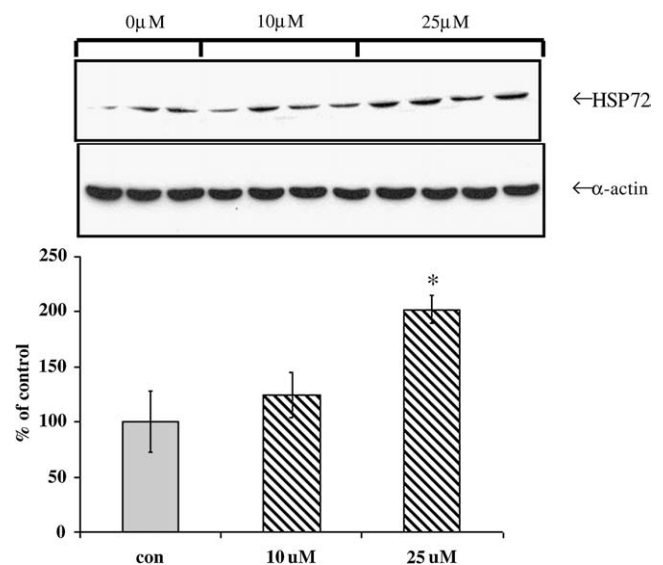 0μM 10μM 25μM
←HSP72
←α-actin
250
200
150
100
50
0
% of control
*
con 10 uM 25 uM